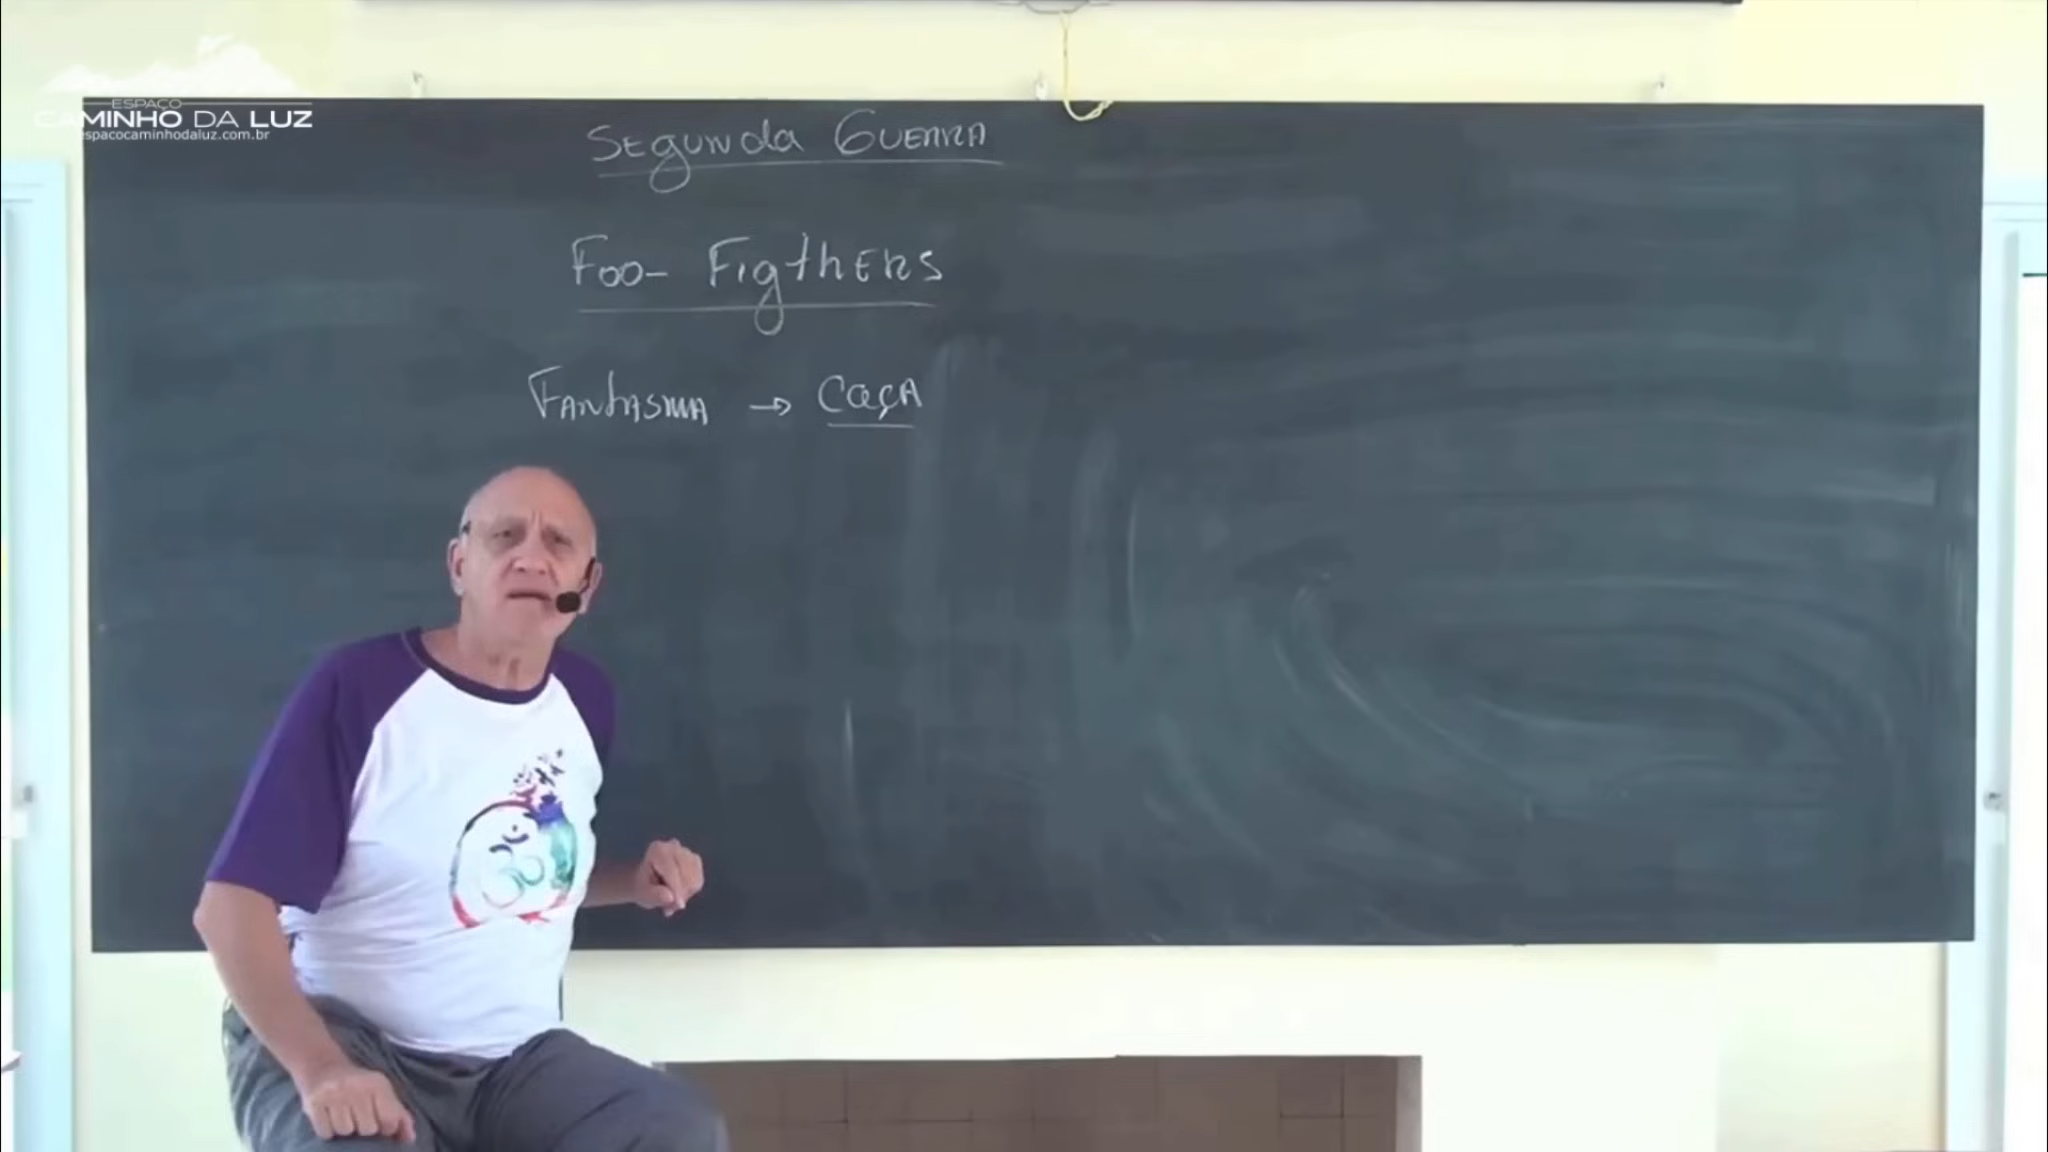 ESPAÇO
CAMINHO DA LUZ
espacocaminhodaluz.com.br
SEgunda GUERRA
Foo- FigthERS
FANtASMA → CaçA